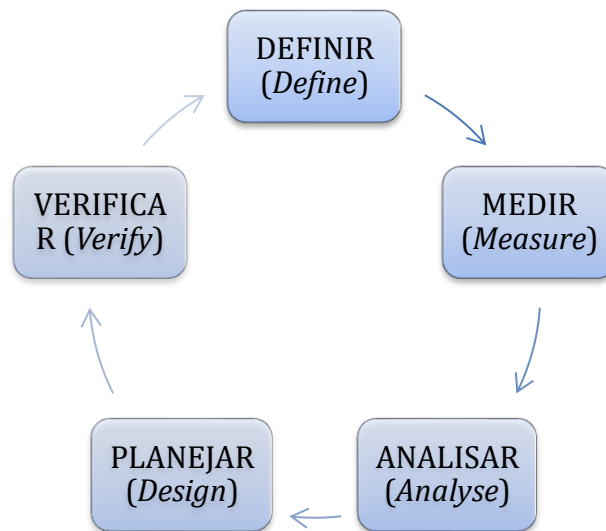 DEFINIR
(Define)
MEDIR
(Measure)
ANALISAR
(Analyse)
PLANEJAR
(Design)
VERIFICA
R (Verify)